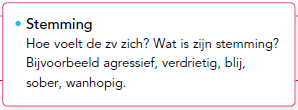 Stemming
Hoe voelt de zv zich? Wat is zijn stemming?
Bijvoorbeeld agressief, verdrietig, blij,
sober, wanhopig.